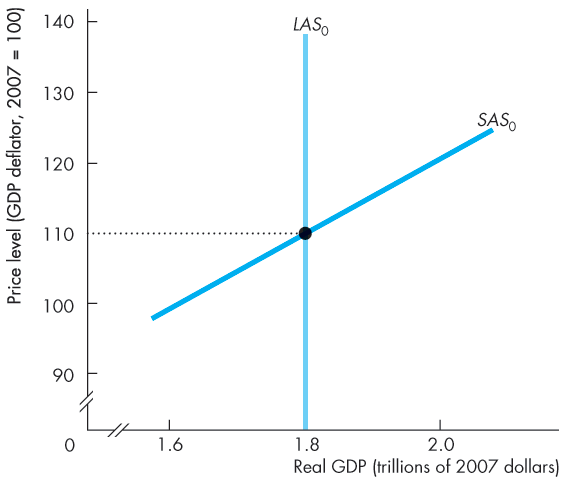 Price level (GDP deflator, 2007 = 100)
140
130
120
110
100
90
0
LAS0
SAS0
1.6
1.8
2.0
Real GDP (trillions of 2007 dollars)